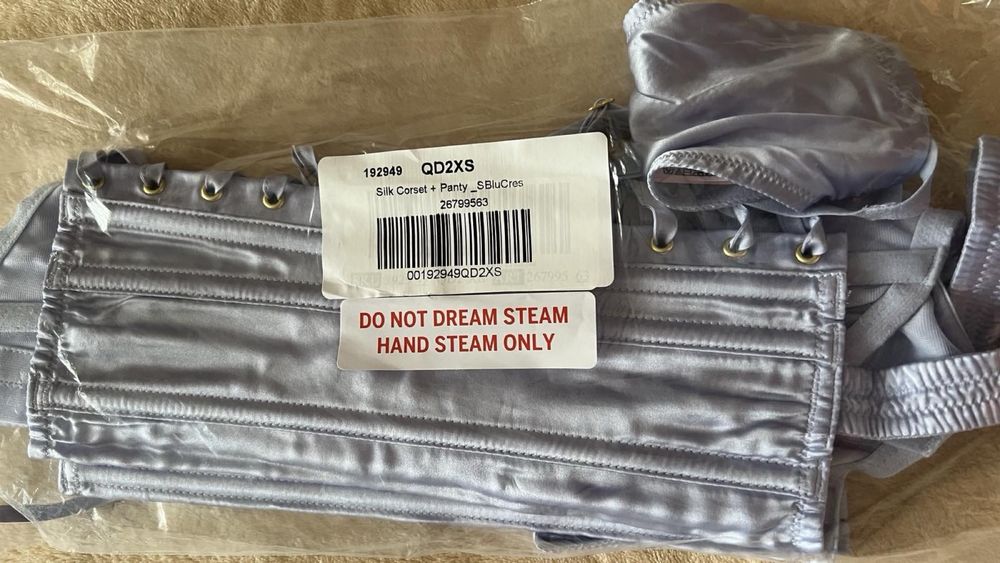 192949 QD2XS
Silk Corset + Panty _SBluCres
26799563
00192949QD2XS
DO NOT DREAM STEAM
HAND STEAM ONLY